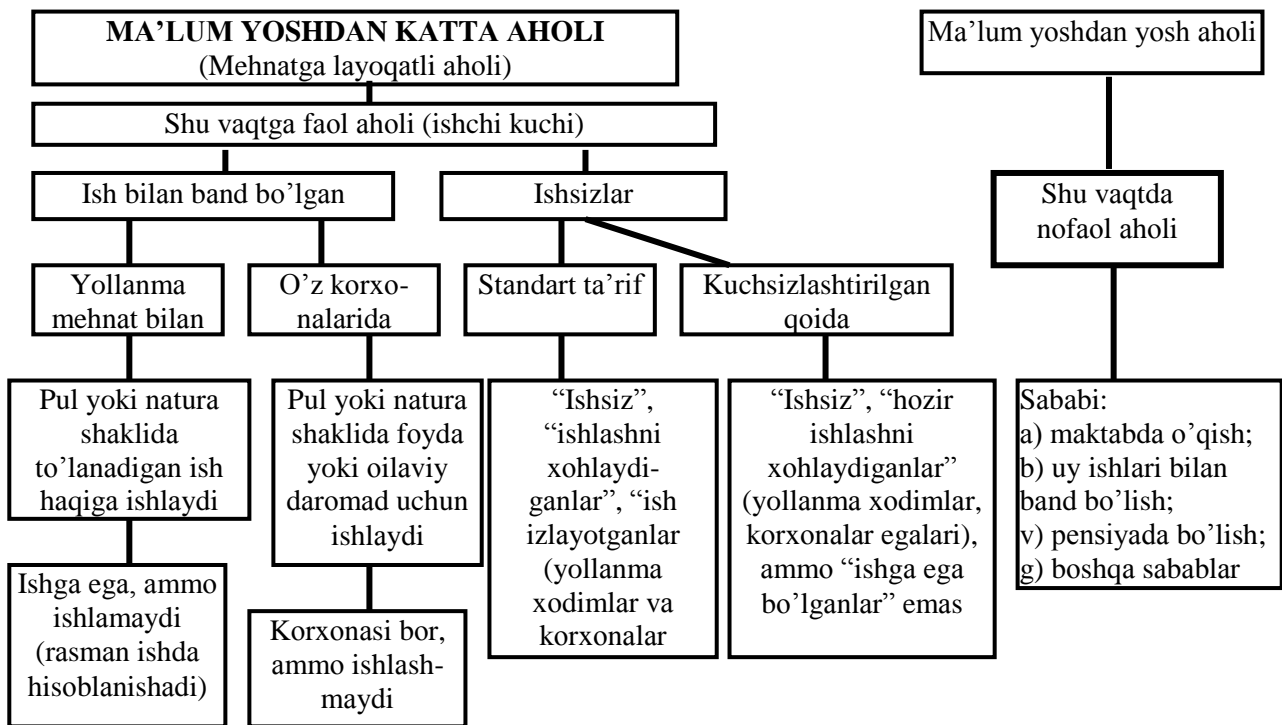 MA’LUM YOSHDAN KATTA AHOLI
(Mehnatga layoqatli aholi)
Ma’lum yoshdan yosh aholi
Shu vaqtga faol aholi (ishchi kuchi)
Ish bilan band bo’lgan
Ishsizlar
Shu vaqtda
nofaol aholi
Yollanma
mehnat bilan
O’z korxo-
nalarida
Standart ta’rif
Kuchsizlashtirilgan
qoida
Pul yoki natura
shaklida
to’lanadigan ish
haqiga ishlaydi
Pul yoki natura
shaklida foyda
yoki oilaviy
daromad uchun
ishlaydi
“Ishsiz”,
“ishlashni
xohlaydi-
ganlar”, “ish
izlayotganlar
(yollanma
xodimlar va
korxonalar
“Ishsiz”, “hozir
ishlashni
xohlaydiganlar”
(yollanma xodimlar,
korxonalar egalari),
ammo “ishga ega
bo’lganlar” emas
Sababi:
a) maktabda o’qish;
b) uy ishlari bilan
band bo’lish;
v) pensiyada bo’lish;
g) boshqa sabablar
Ishga ega, ammo
ishlamaydi
(rasman ishda
hisoblanishadi)
Korxonasi bor,
ammo ishlash-
maydi